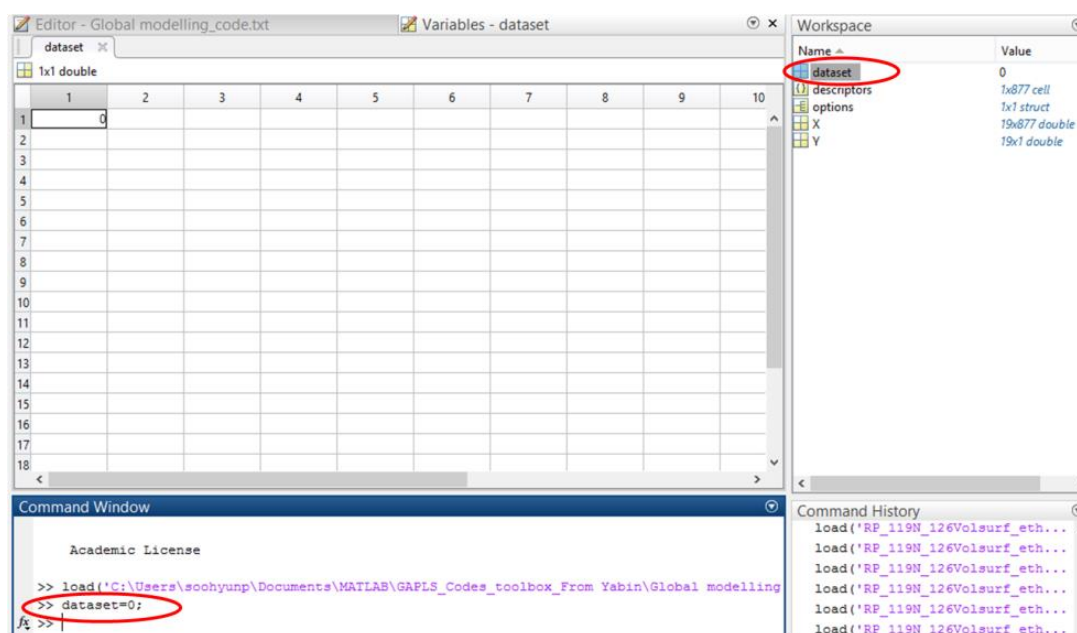 Editor - Global modelling_code.txt
Variables - dataset
dataset
1x1 double
1 2 3 4 5 6 7 8 9 10
1 0
2
3
4
5
6
7
8
9
10
11
12
13
14
15
16
17
18
Command Window
Academic License
>> load('C:\Users\soohyunp\Documents\MATLAB\GAPLS_Codes_toolbox_From Yabin\Global modelling
>> dataset=0;
fx >>
Workspace
Name Value
dataset 0
descriptors 1x877 cell
options 1x1 struct
X 19x877 double
Y 19x1 double
Command History
load('RP_119N_126Volsurf_eth...
load('RP_119N_126Volsurf_eth...
load('RP_119N_126Volsurf_eth...
load('RP_119N_126Volsurf_eth...
load('RP_119N_126Volsurf_eth...
load('RP_119N_126Volsurf_eth...